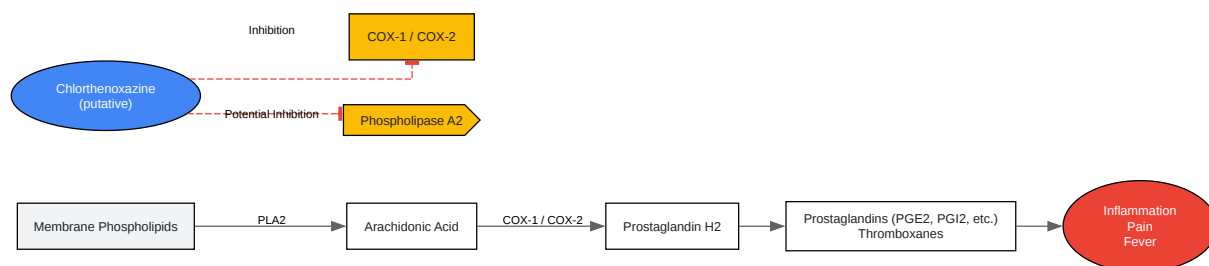 Inhibition
COX-1 / COX-2
Chlorthenoxazine
(putative)
Potential Inhibition
Phospholipase A2
Membrane Phospholipids
PLA2
Arachidonic Acid
COX-1 / COX-2
Prostaglandin H2
Prostaglandins (PGE2, PGI2, etc.)
Thromboxanes
Inflammation
Pain
Fever